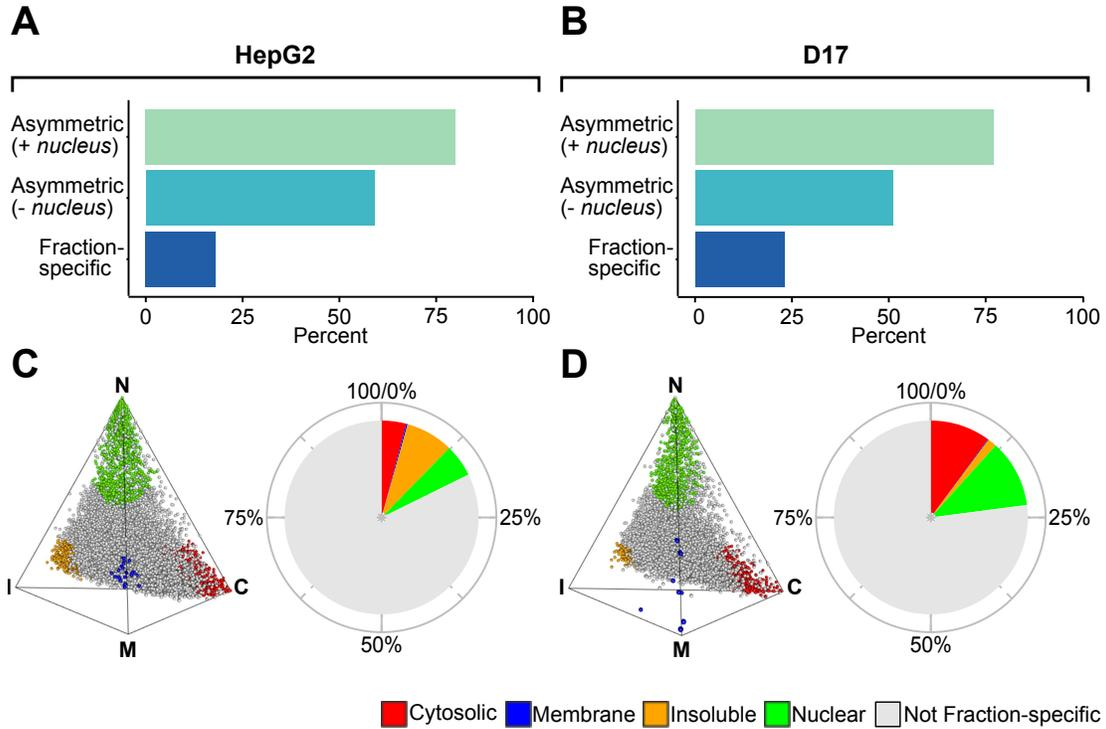 A
B
HepG2
D17
Asymmetric
(+ nucleus)
Asymmetric
(- nucleus)
Fraction-
specific
0 25 50 75 100
Percent
Asymmetric
(+ nucleus)
Asymmetric
(- nucleus)
Fraction-
specific
0 25 50 75 100
Percent
C
N
I
C
M
100/0%
75%
25%
50%
D
N
I
C
M
100/0%
75%
25%
50%
Cytosolic Membrane Insoluble Nuclear Not Fraction-specific